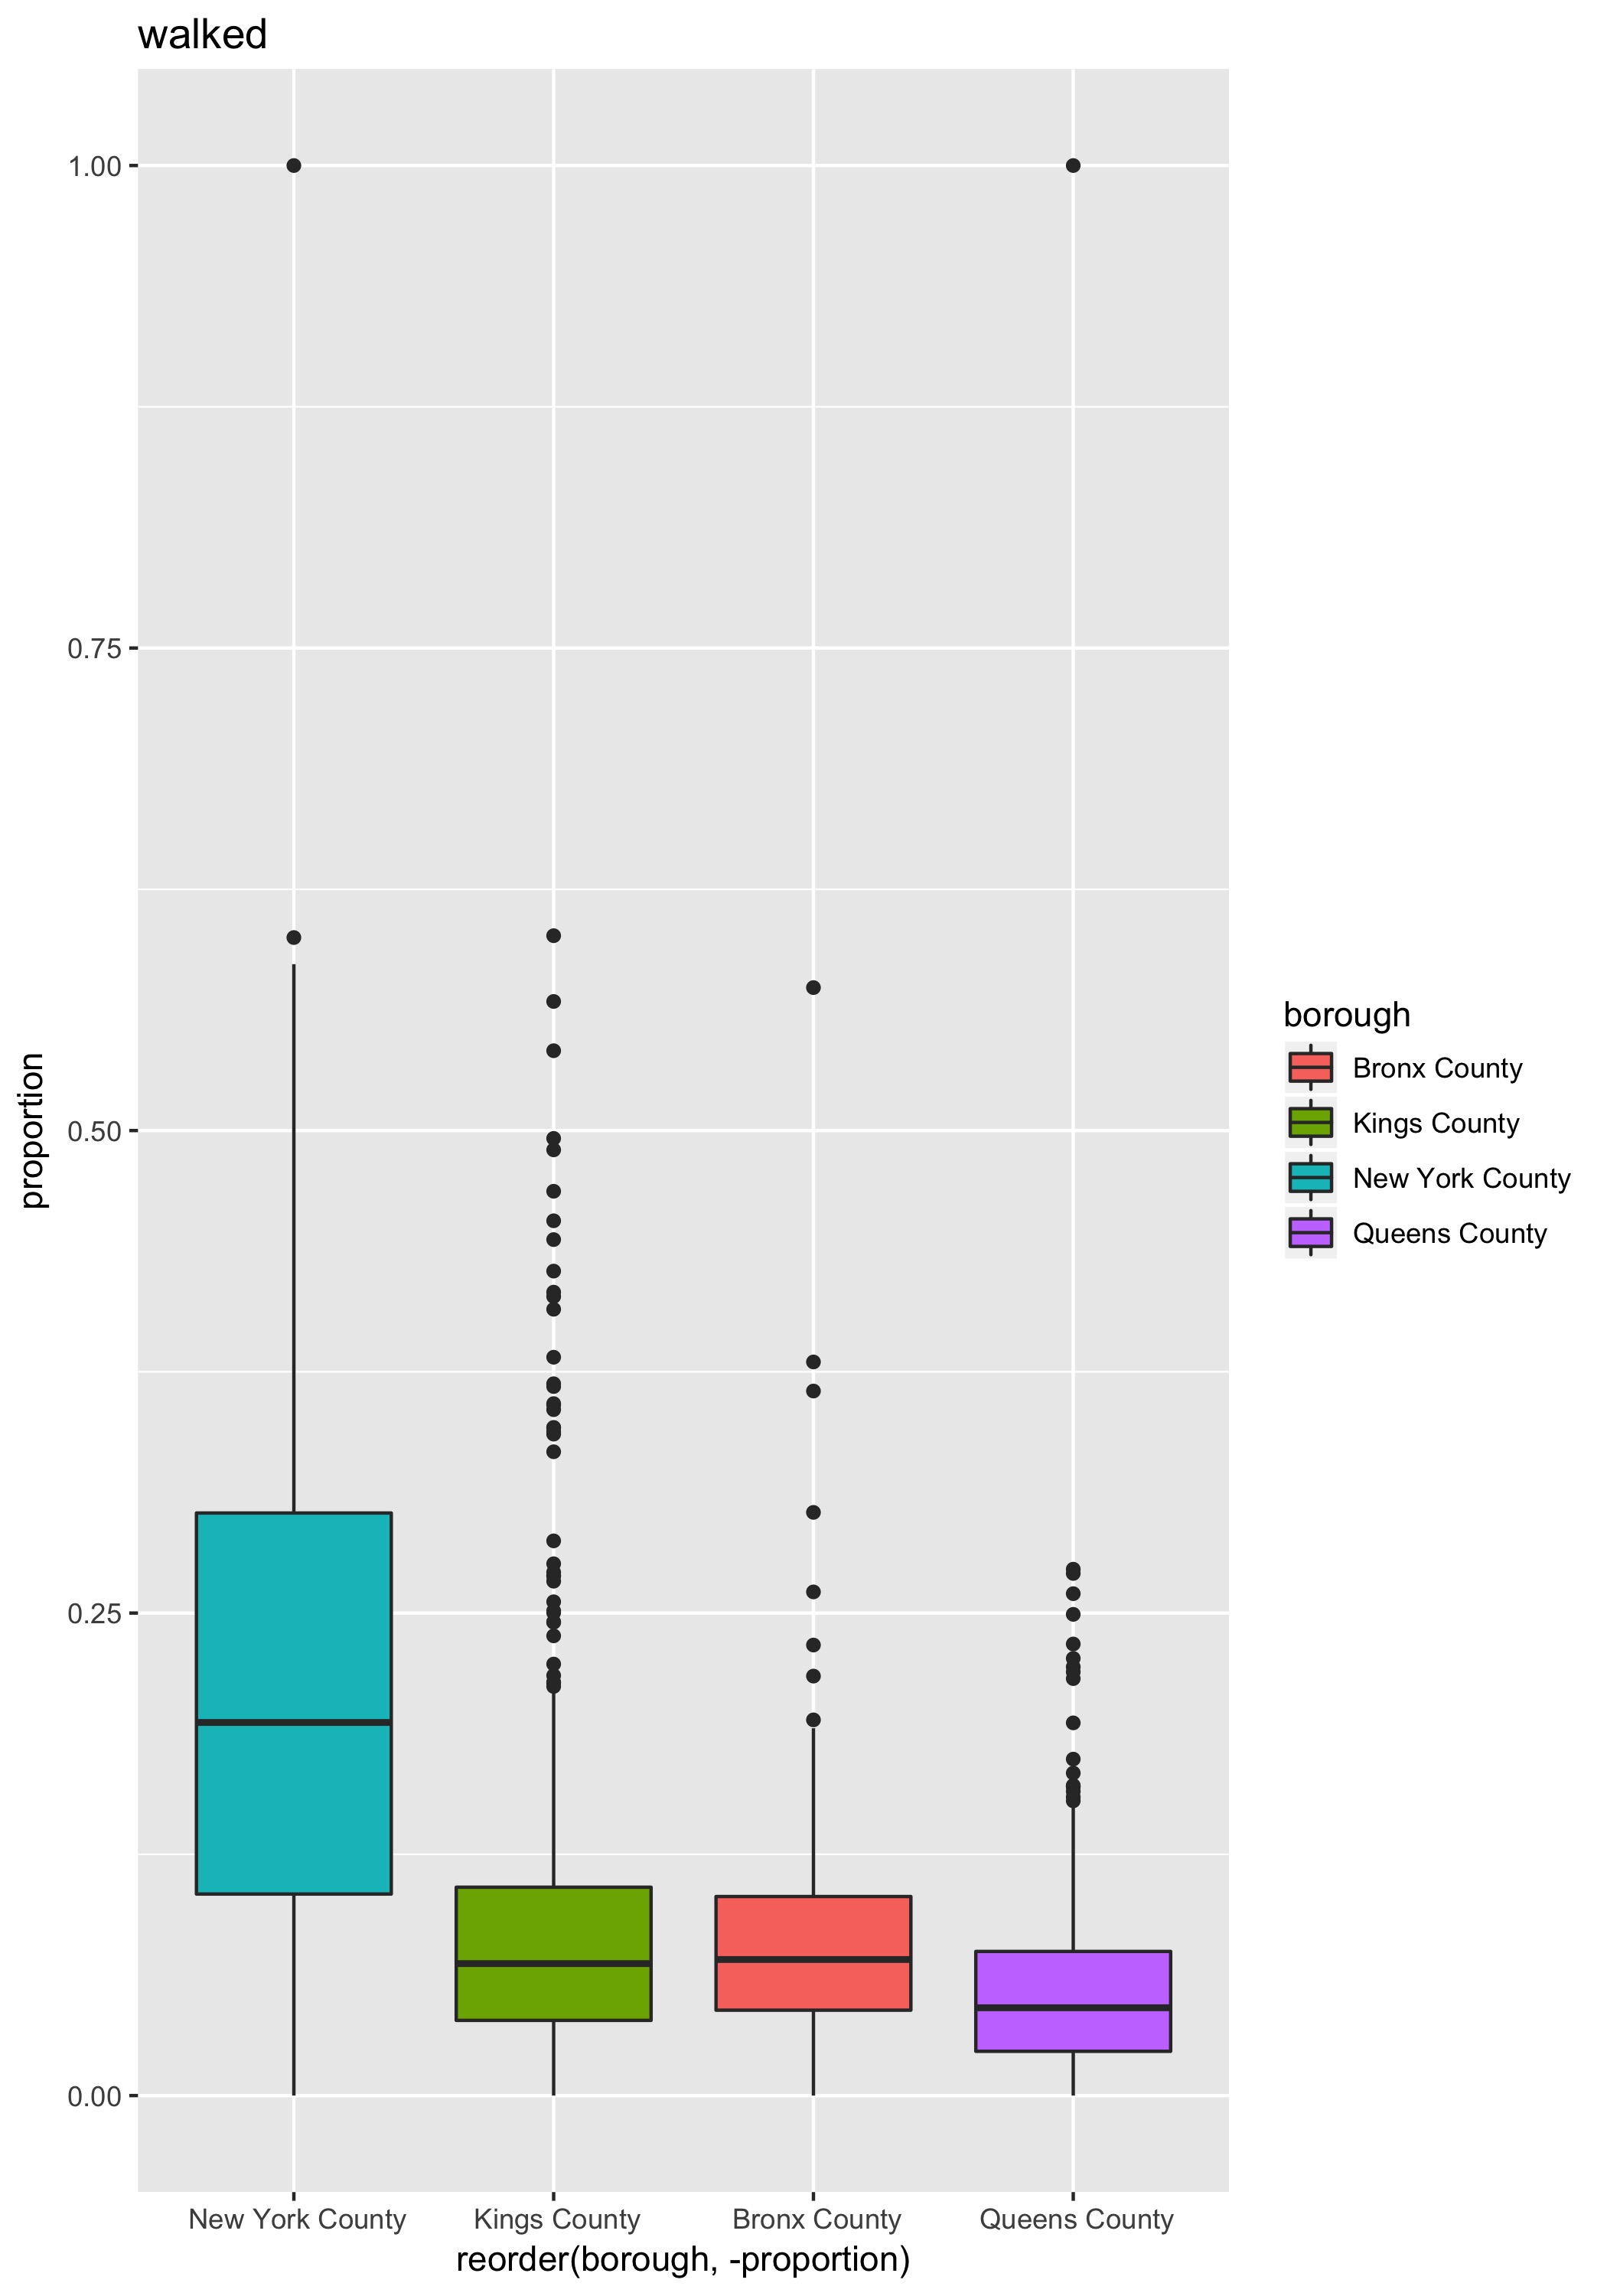 walked
1.00
0.75
0.50
0.25
0.00
proportion
New York County
Kings County
Bronx County
Queens County
reorder(borough, -proportion)
borough
Bronx County
Kings County
New York County
Queens County